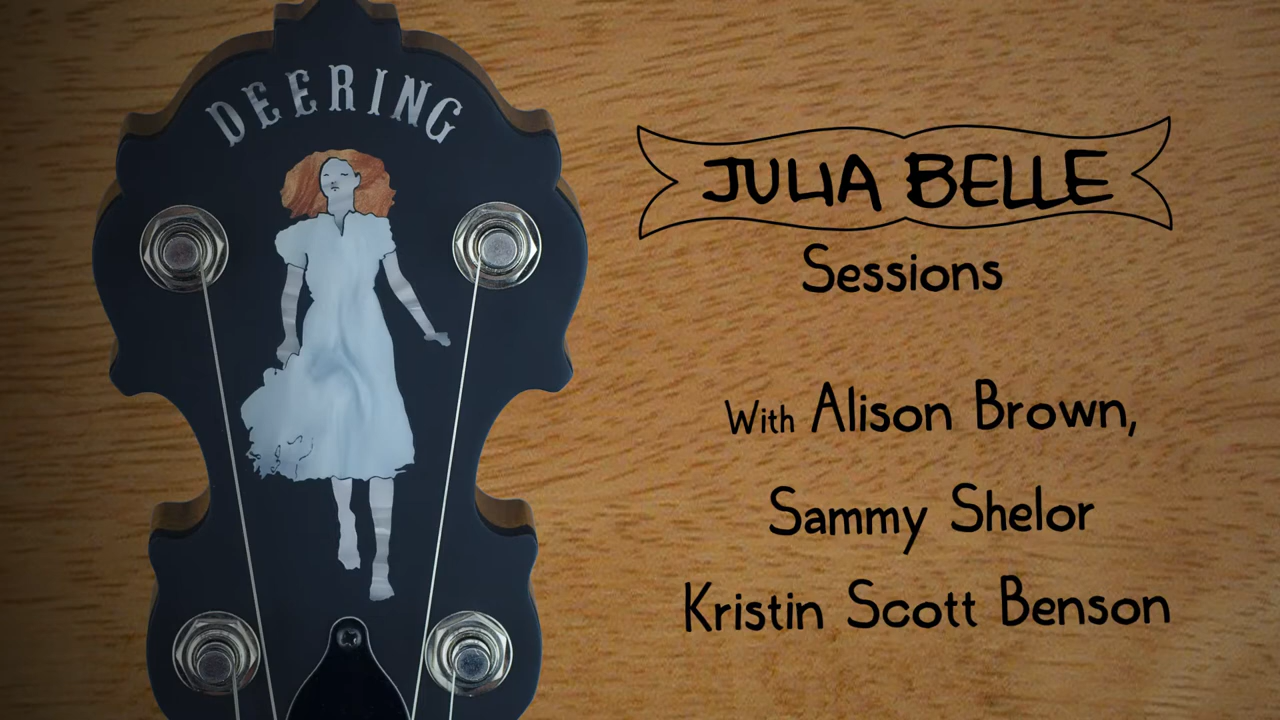 DEERING
JULIA BELLE
Sessions
With Alison Brown,
Sammy Shelor
Kristin Scott Benson